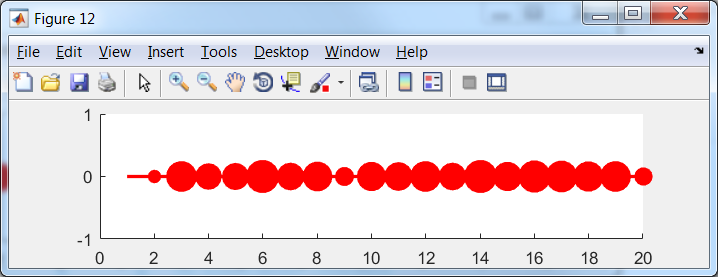 Figure 12
File Edit View Insert Tools Desktop Window Help
1
0
-1
0 2 4 6 8 10 12 14 16 18 20